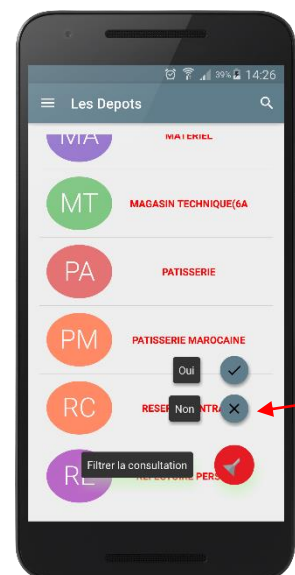 39% 14:26
Les Depots
MA MATERIEL
MT MAGASIN TECHNIQUE(6A
PA PATISSERIE
PM PATISSERIE MAROCAINE
Oui
RC
Non
Filtrer la consultation